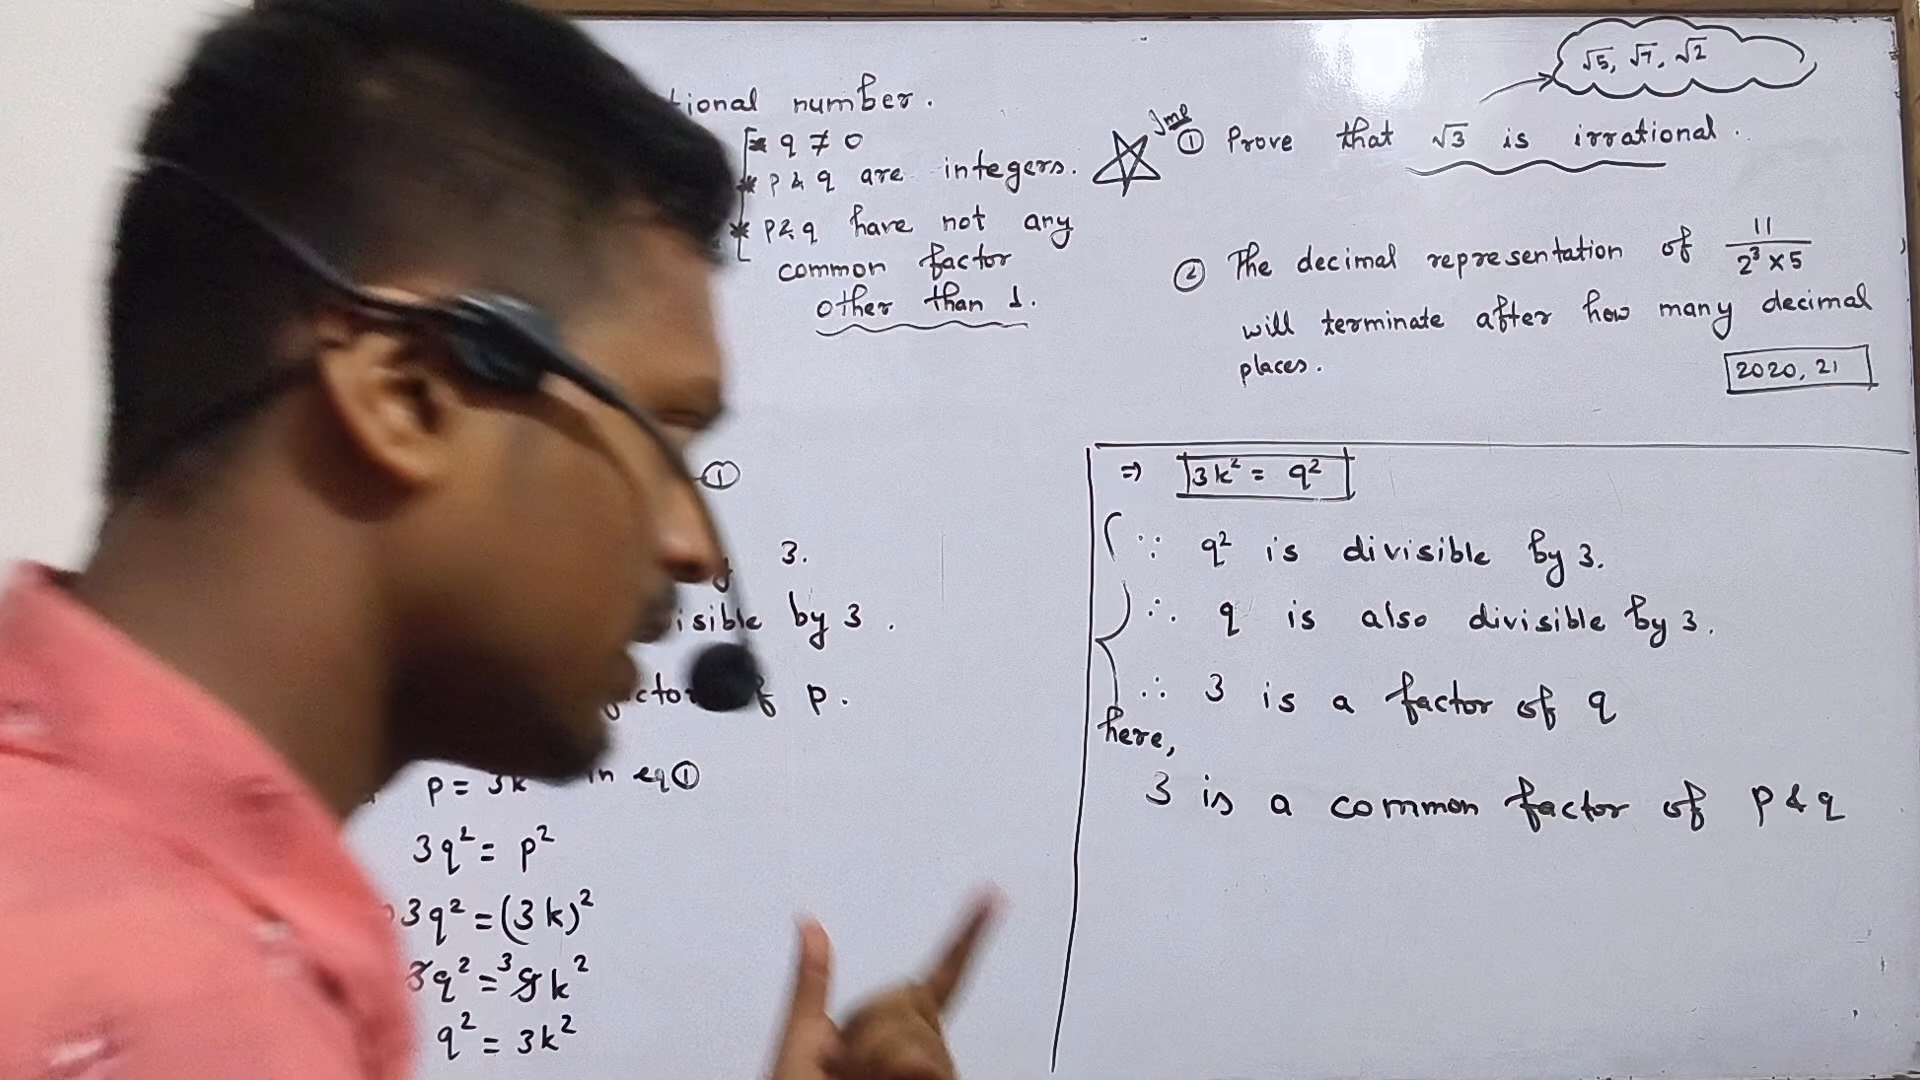 tional number.
* q ≠ 0
* p & q are integers.
* p & q have not any
common factor
other than 1.
①
3.
isible by 3.
ctor of p.
p = 3k in eq ①
3q² = p²
3q² = (3k)²
3q² = ³9k²
q² = 3k²
√5, √7, √2
Imp
① Prove that √3 is irrational.
② The decimal representation of 11/2³×5
will terminate after how many decimal
places.
2020, 21
⇒ 3k² = q²
∵ q² is divisible by 3.
∴ q is also divisible by 3.
∴ 3 is a factor of q
here,
3 is a common factor of p & q